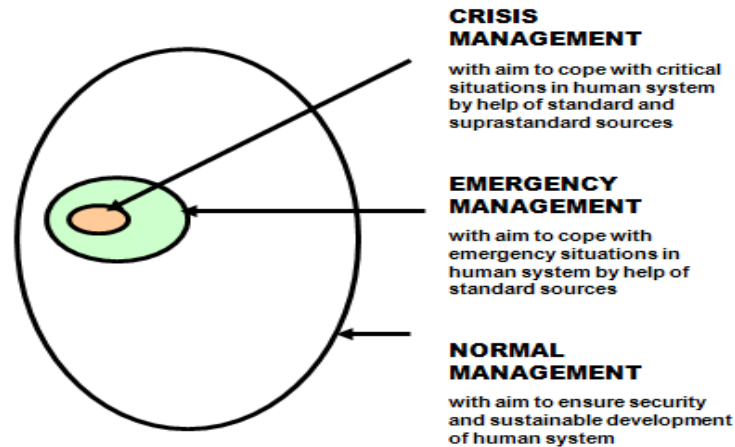 CRISIS
MANAGEMENT
with aim to cope with critical
situations in human system
by help of standard and
suprastandard sources
EMERGENCY
MANAGEMENT
with aim to cope with
emergency situations in
human system by help of
standard sources
NORMAL
MANAGEMENT
with aim to ensure security
and sustainable development
of human system